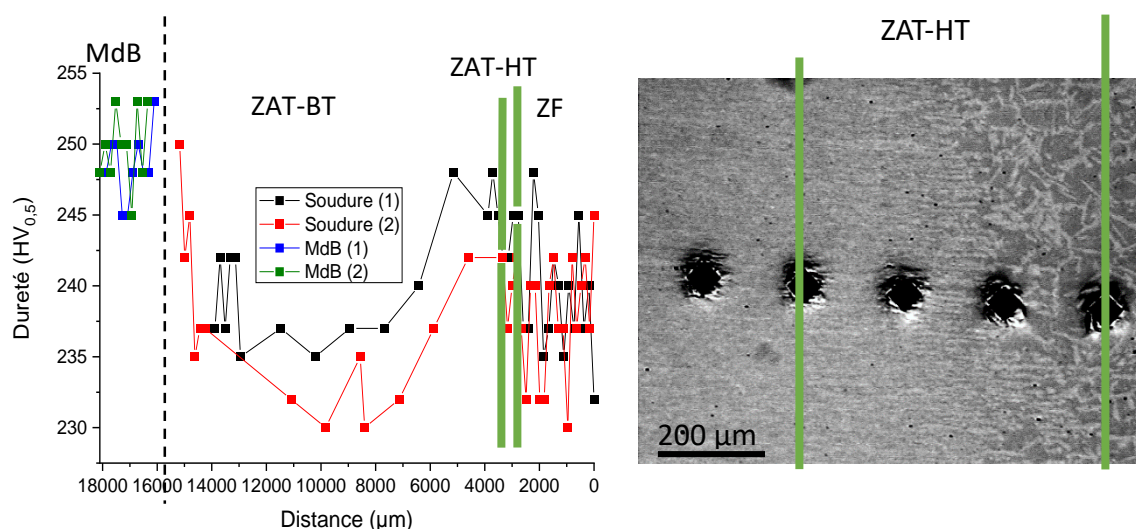 MdB
ZAT-BT
ZAT-HT
ZF
255
250
245
240
235
230
Dureté (HV0,5)
Soudure (1)
Soudure (2)
MdB (1)
MdB (2)
18000 16000 14000 12000 10000 8000 6000 4000 2000 0
Distance (µm)
ZAT-HT
200 µm